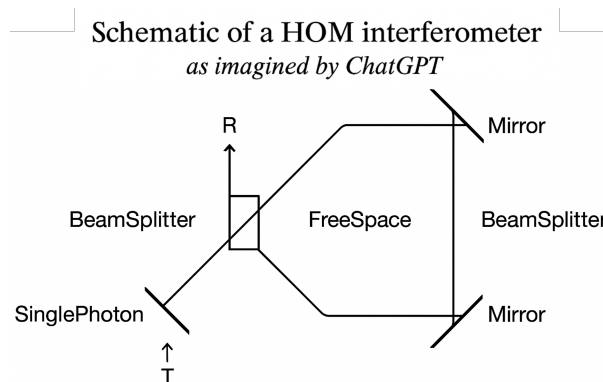 Schematic of a HOM interferometer
as imagined by ChatGPT
R
Mirror
BeamSplitter
FreeSpace
BeamSplitter
SinglePhoton
Mirror
T